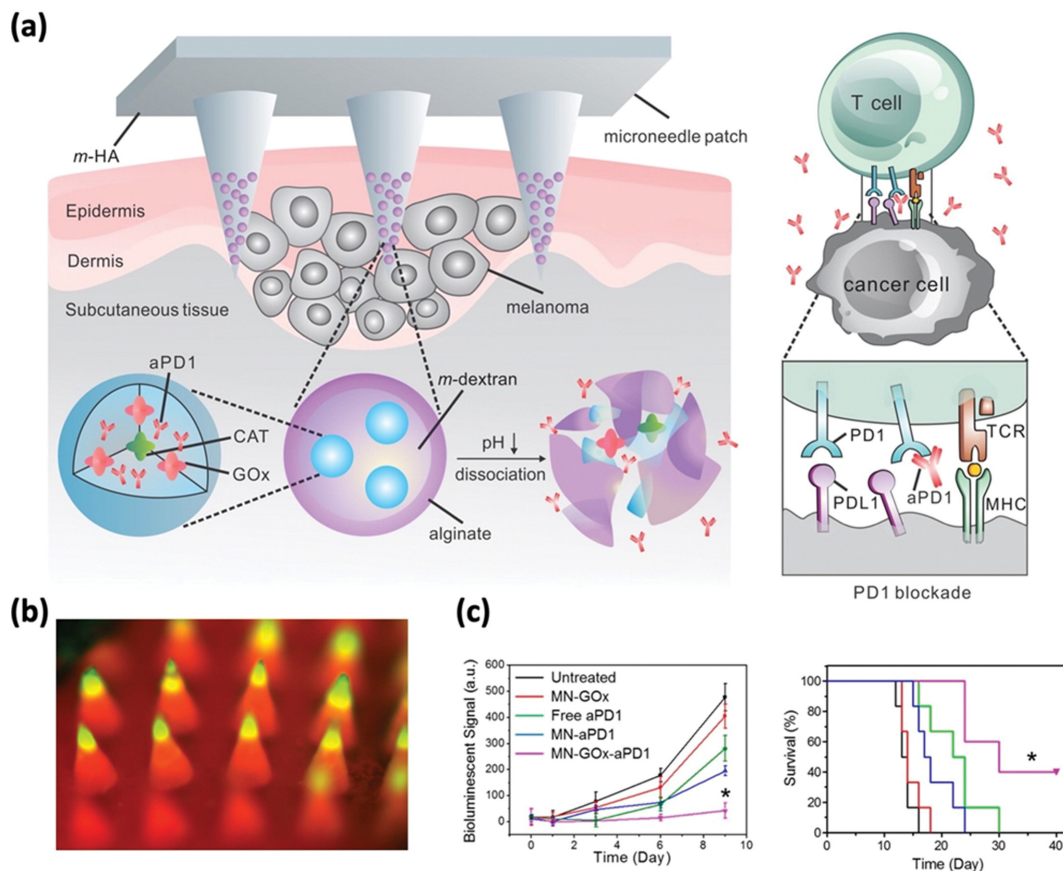 (a)
m-HA
microneedle patch
Epidermis
Dermis
Subcutaneous tissue
melanoma
aPD1
CAT
GOx
m-dextran
alginate
pH ↓
dissociation
T cell
cancer cell
PD1
TCR
aPD1
PDL1
MHC
PD1 blockade
(b)
(c)
Bioluminescent Signal (a.u.)
600
500
400
300
200
100
0
Untreated
MN-GOx
Free aPD1
MN-aPD1
MN-GOx-aPD1
*
0 2 4 6 8 10
Time (Day)
Survival (%)
100
80
60
40
20
0
*
0 10 20 30 40
Time (Day)